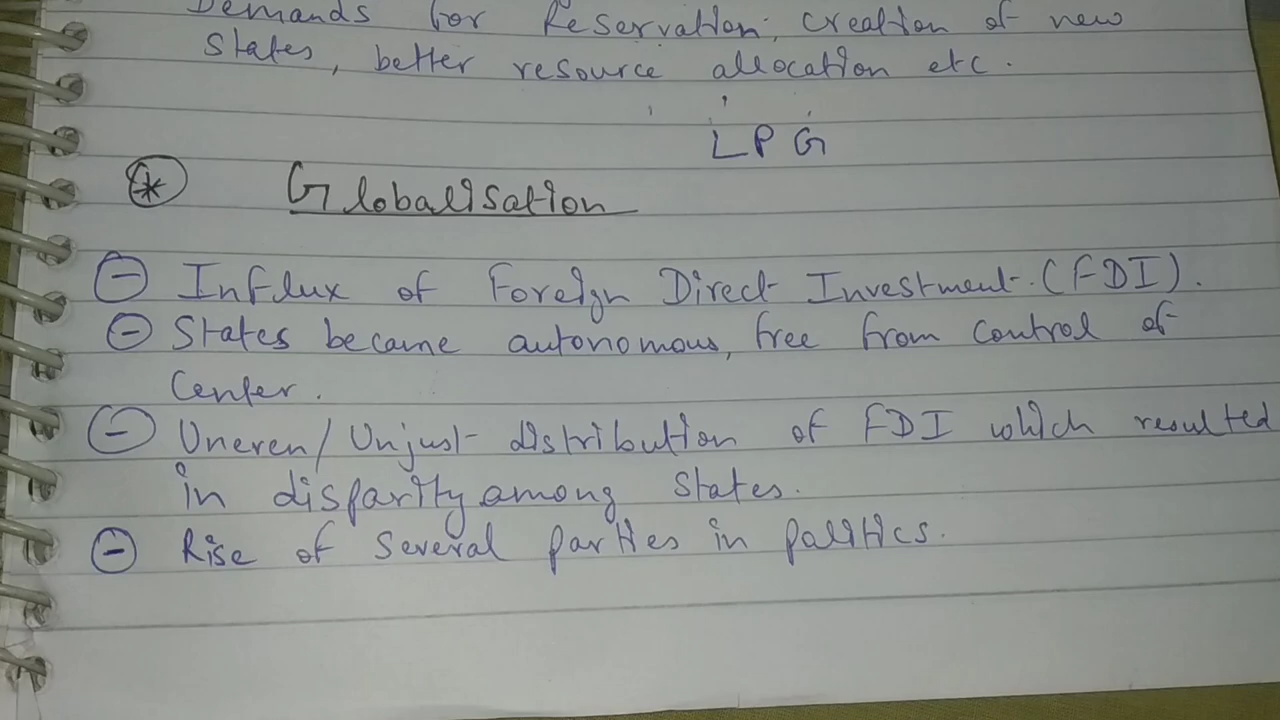 Demands for Reservation, creation of new
states, better resource allocation etc.
LPG
Globalisation
Influx of Foreign Direct Investment. (FDI).
States became autonomous, free from control of
Center.
Uneven/Unjust distribution of FDI which resulted
in disparity among states.
Rise of several parties in politics.